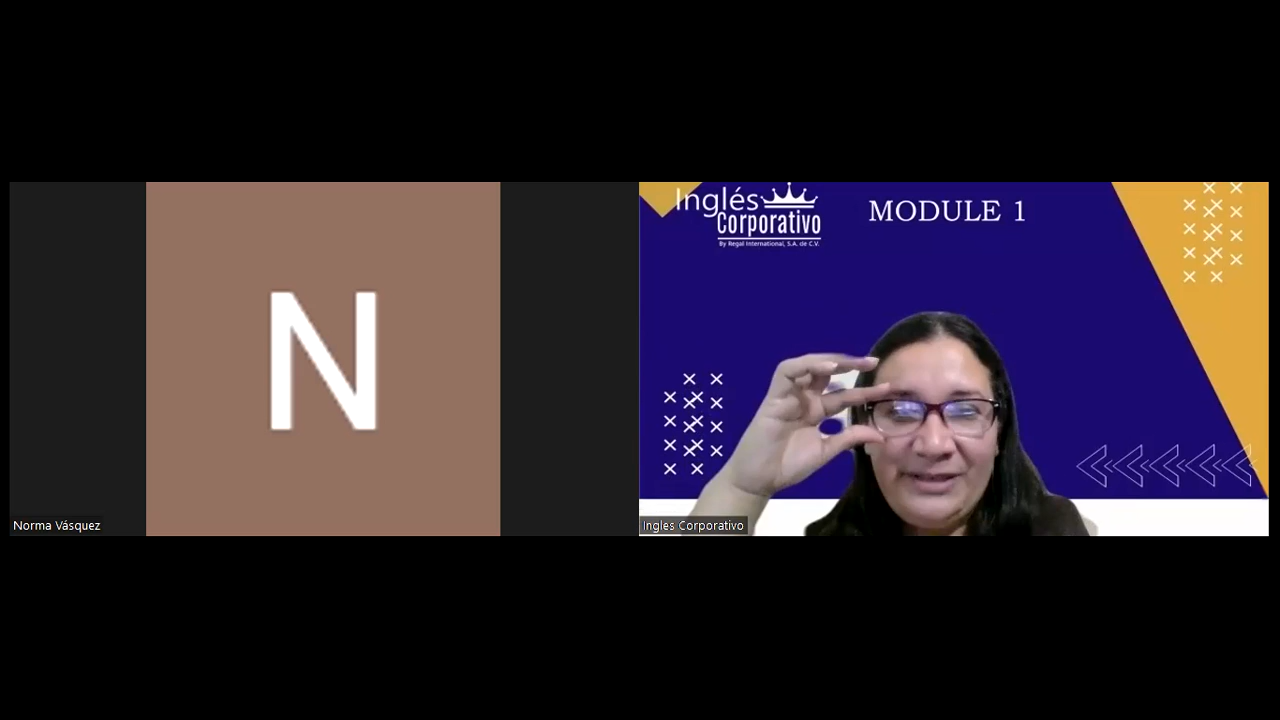 N
Norma Vásquez
Inglés
Corporativo
By Regal International, S.A. de C.V.
MODULE 1
Ingles Corporativo